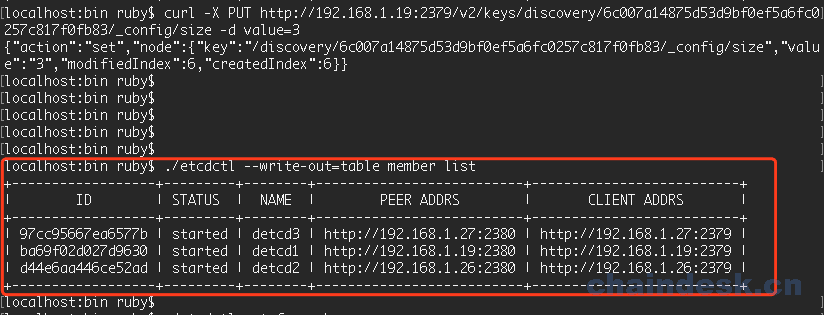 [localhost:bin ruby$ curl -X PUT http://192.168.1.19:2379/v2/keys/discovery/6c007a14875d53d9bf0ef5a6fc0]
257c817f0fb83/_config/size -d value=3
{"action":"set","node":{"key":"/discovery/6c007a14875d53d9bf0ef5a6fc0257c817f0fb83/_config/size","valu
e":"3","modifiedIndex":6,"createdIndex":6}}
[localhost:bin ruby$ ]
[localhost:bin ruby$ ]
[localhost:bin ruby$ ]
[localhost:bin ruby$ ]
[localhost:bin ruby$ ]
[localhost:bin ruby$ ./etcdctl --write-out=table member list ]
+------------------+---------+--------+--------------------------+--------------------------+
| ID | STATUS | NAME | PEER ADDRS | CLIENT ADDRS |
+------------------+---------+--------+--------------------------+--------------------------+
| 97cc95667ea6577b | started | detcd3 | http://192.168.1.27:2380 | http://192.168.1.27:2379 |
| ba69f02d027d9630 | started | detcd1 | http://192.168.1.19:2380 | http://192.168.1.19:2379 |
| d44e6aa446ce52ad | started | detcd2 | http://192.168.1.26:2380 | http://192.168.1.26:2379 |
+------------------+---------+--------+--------------------------+--------------------------+
chaindesk.cn
[localhost:bin ruby$ ]